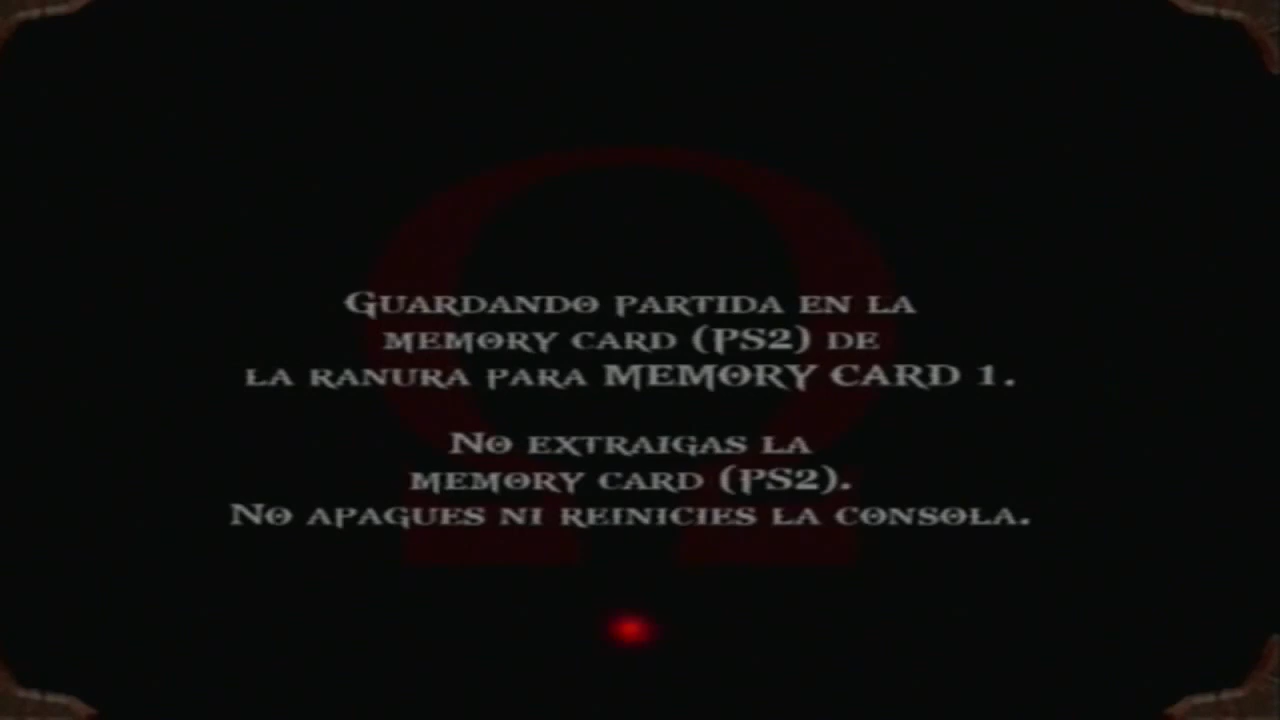 Guardando partida en la
memory card (PS2) de
la ranura para MEMORY CARD 1.
No extraigas la
memory card (PS2).
No apagues ni reinicies la consola.